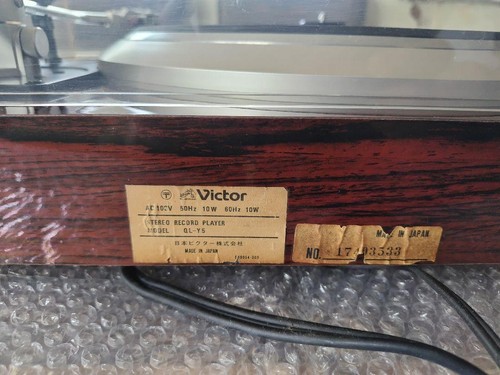 Victor
AC 100V 50Hz 10W 60Hz 10W
STEREO RECORD PLAYER
MODEL QL-Y5
日本ビクター株式会社
MADE IN JAPAN
MADE IN JAPAN
NO.